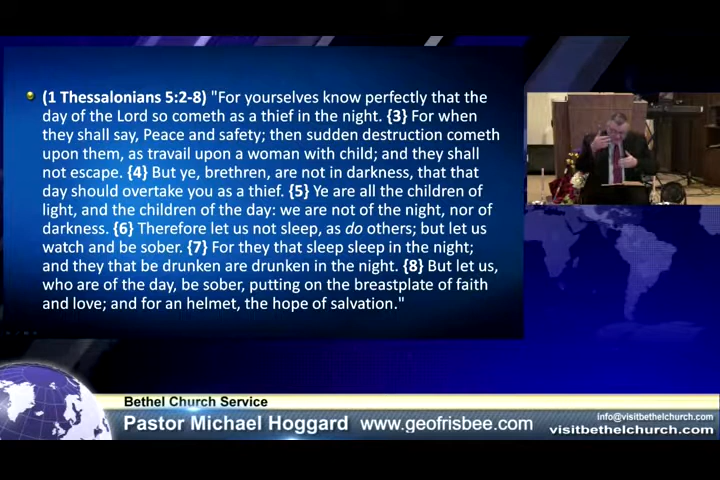 (1 Thessalonians 5:2-8) "For yourselves know perfectly that the
day of the Lord so cometh as a thief in the night. {3} For when
they shall say, Peace and safety; then sudden destruction cometh
upon them, as travail upon a woman with child; and they shall
not escape. {4} But ye, brethren, are not in darkness, that that
day should overtake you as a thief. {5} Ye are all the children of
light, and the children of the day: we are not of the night, nor of
darkness. {6} Therefore let us not sleep, as do others; but let us
watch and be sober. {7} For they that sleep sleep in the night;
and they that be drunken are drunken in the night. {8} But let us,
who are of the day, be sober, putting on the breastplate of faith
and love; and for an helmet, the hope of salvation."
Bethel Church Service
Pastor Michael Hoggard www.geofrisbee.com
info@visitbethelchurch.com
visitbethelchurch.com